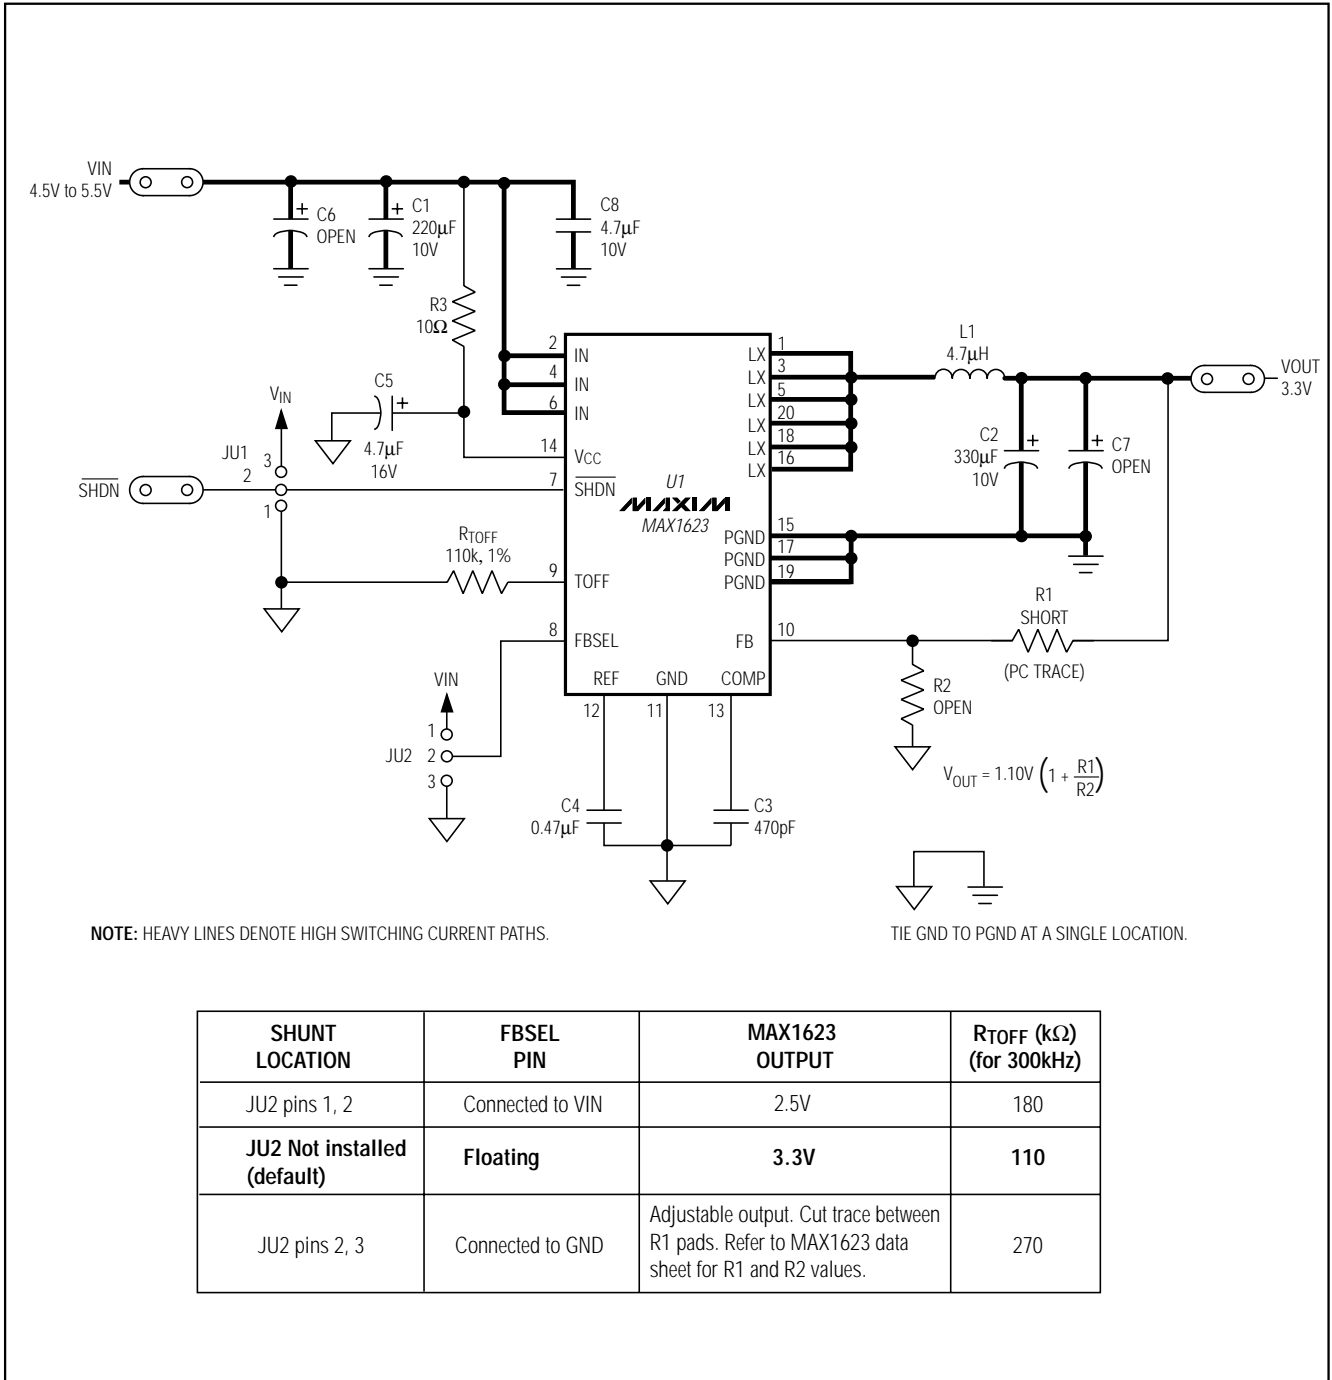 VIN
4.5V to 5.5V
+ C6
OPEN
+ C1
220μF
10V
C8
4.7μF
10V
R3
10Ω
C5
+
4.7μF
16V
VIN
JU1
3
2
1
SHDN
2 IN
4 IN
6 IN
14 VCC
7 SHDN
RTOFF
110k, 1%
9 TOFF
8 FBSEL
VIN
JU2
1
2
3
U1
MAXIM
MAX1623
LX 1
LX 3
LX 5
LX 20
LX 18
LX 16
PGND 15
PGND 17
PGND 19
FB 10
REF GND COMP
12 11 13
L1
4.7μH
VOUT
3.3V
+
C2
330μF
10V
+ C7
OPEN
R1
SHORT
(PC TRACE)
R2
OPEN
VOUT = 1.10V (1 + R1/R2)
C4
0.47μF
C3
470pF
NOTE: HEAVY LINES DENOTE HIGH SWITCHING CURRENT PATHS.
TIE GND TO PGND AT A SINGLE LOCATION.
SHUNT LOCATION
FBSEL PIN
MAX1623 OUTPUT
RTOFF (kΩ) (for 300kHz)
JU2 pins 1, 2
Connected to VIN
2.5V
180
JU2 Not installed
(default)
Floating
3.3V
110
JU2 pins 2, 3
Connected to GND
Adjustable output. Cut trace between
R1 pads. Refer to MAX1623 data
sheet for R1 and R2 values.
270